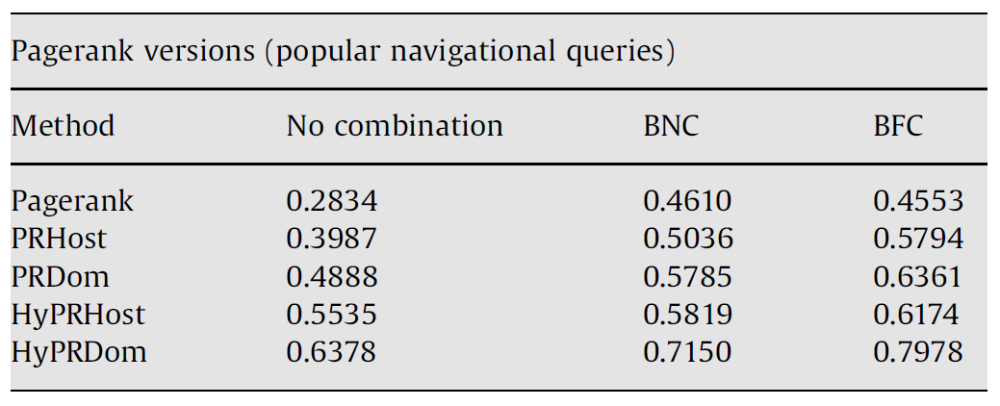 Pagerank versions (popular navigational queries)
Method No combination BNC BFC
Pagerank 0.2834 0.4610 0.4553
PRHost 0.3987 0.5036 0.5794
PRDom 0.4888 0.5785 0.6361
HyPRHost 0.5535 0.5819 0.6174
HyPRDom 0.6378 0.7150 0.7978